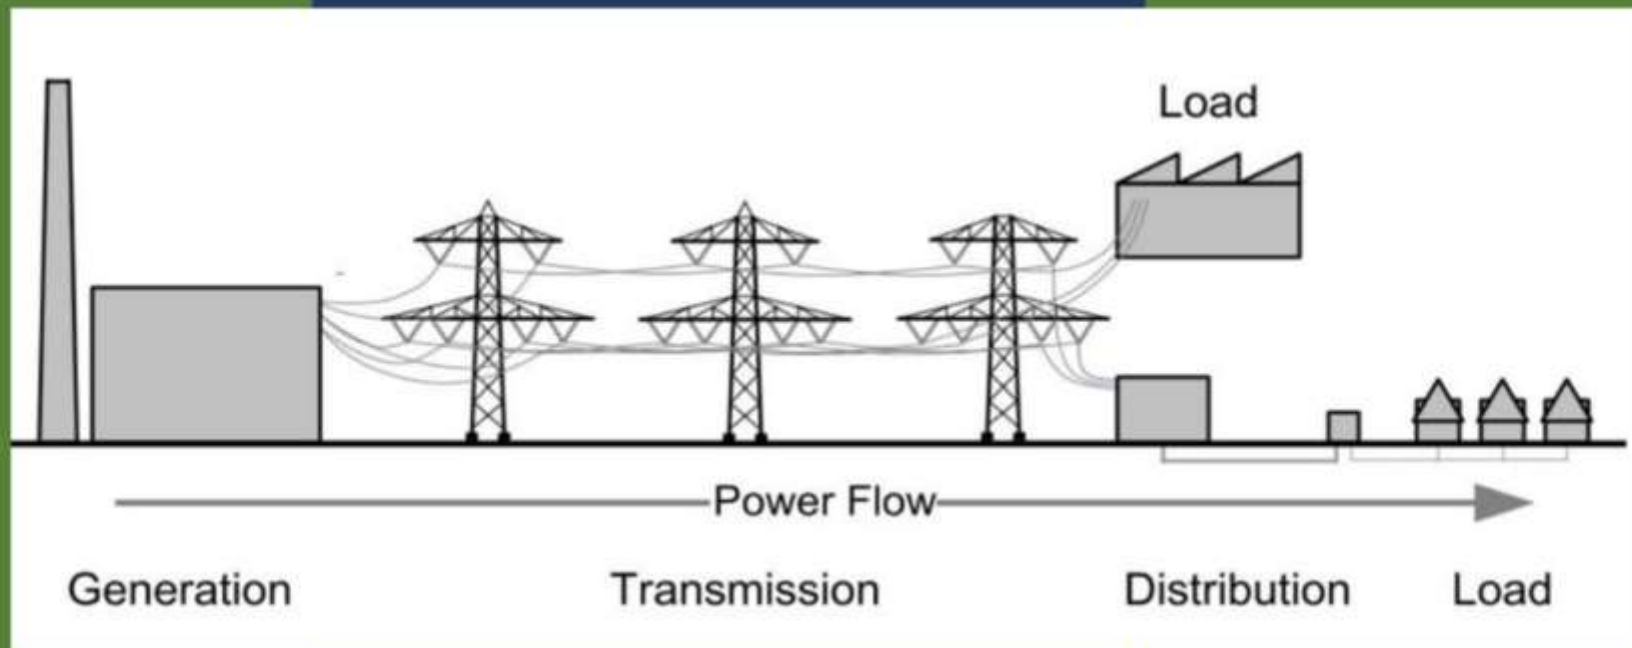 Load
Power Flow
Generation
Transmission
Distribution
Load